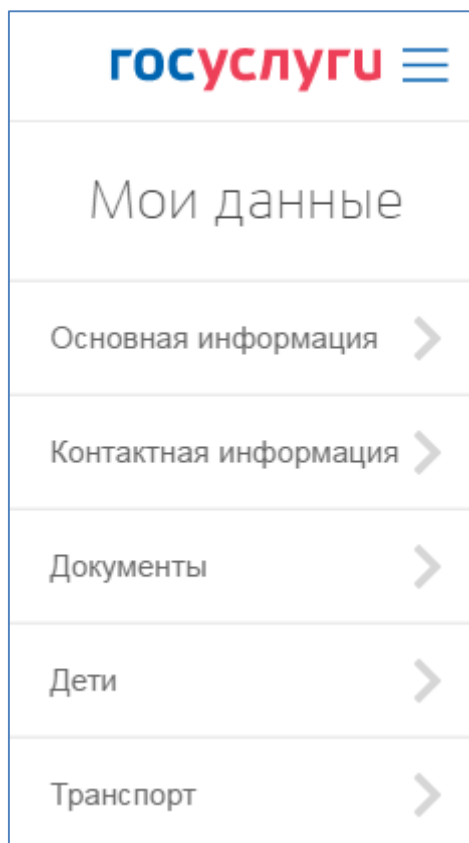 госуслуги
Мои данные
Основная информация
Контактная информация
Документы
Дети
Транспорт